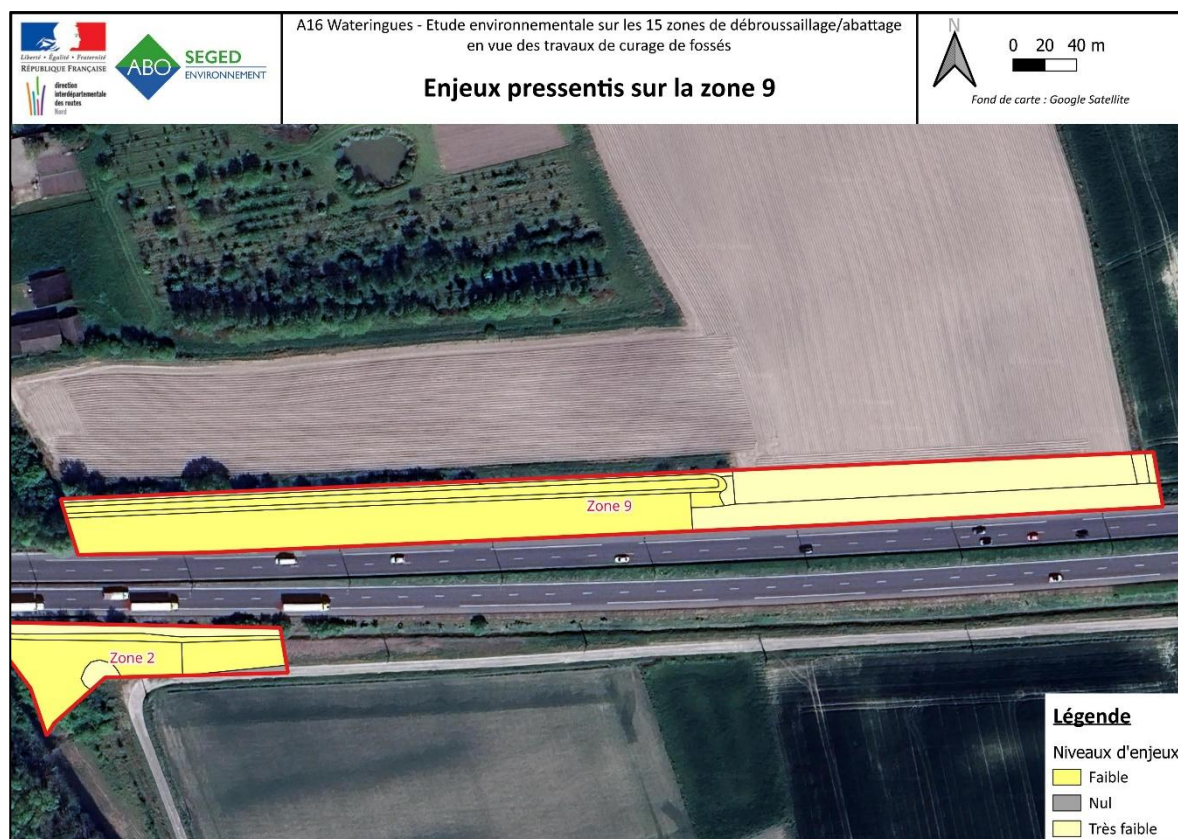 Liberté • Égalité • Fraternité
RÉPUBLIQUE FRANÇAISE
direction
interdépartementale
des routes
Nord
ABO
SEGED
ENVIRONNEMENT
A16 Wateringues - Etude environnementale sur les 15 zones de débroussaillage/abattage
en vue des travaux de curage de fossés
Enjeux pressentis sur la zone 9
N
0 20 40 m
Fond de carte : Google Satellite
Zone 9
Zone 2
Légende
Niveaux d'enjeux
Faible
Nul
Très faible